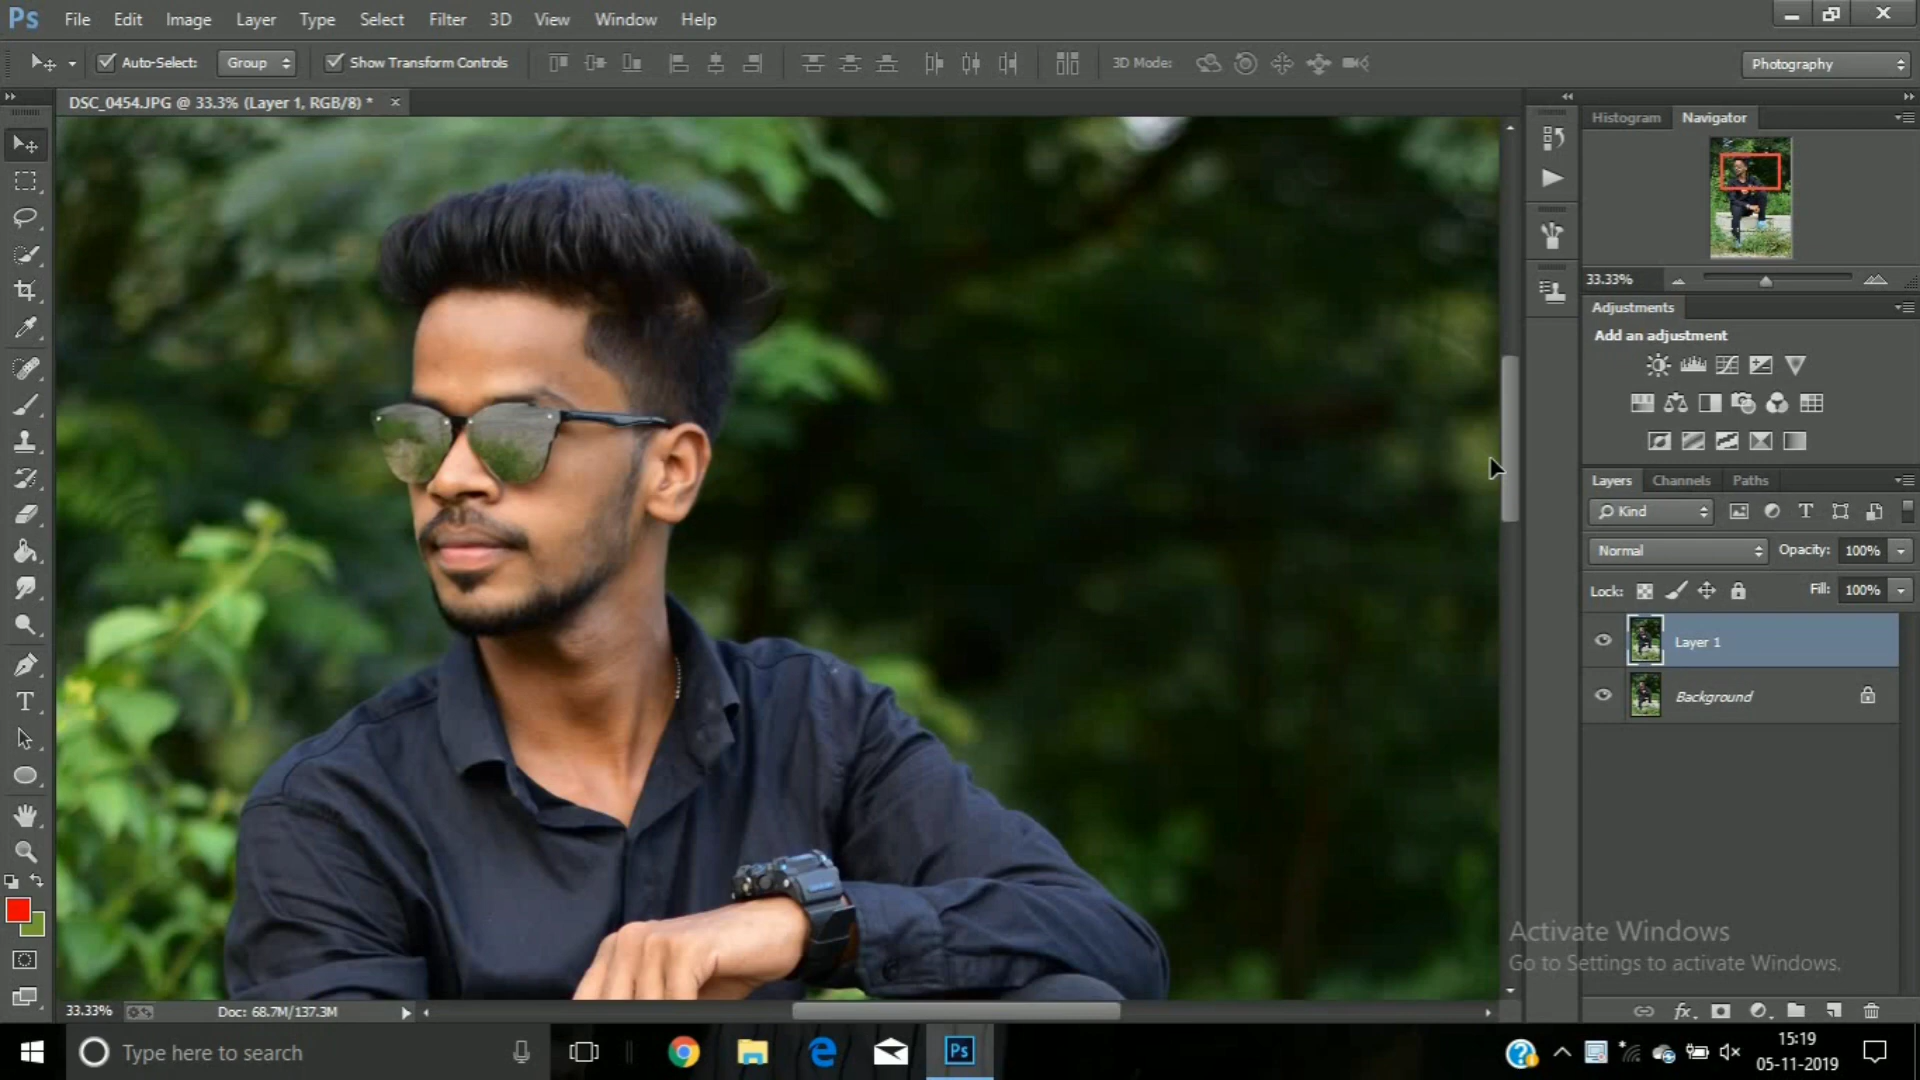 Ps File Edit Image Layer Type Select Filter 3D View Window Help
Auto-Select: Group Show Transform Controls 3D Mode: Photography
DSC_0454.JPG @ 33.3% (Layer 1, RGB/8) * ×
Histogram Navigator
33.33%
Adjustments
Add an adjustment
Layers Channels Paths
Kind
Normal Opacity: 100%
Lock: Fill: 100%
Layer 1
Background
Activate Windows
Go to Settings to activate Windows.
33.33% Doc: 68.7M/137.3M
Type here to search
Ps
15:19
05-11-2019